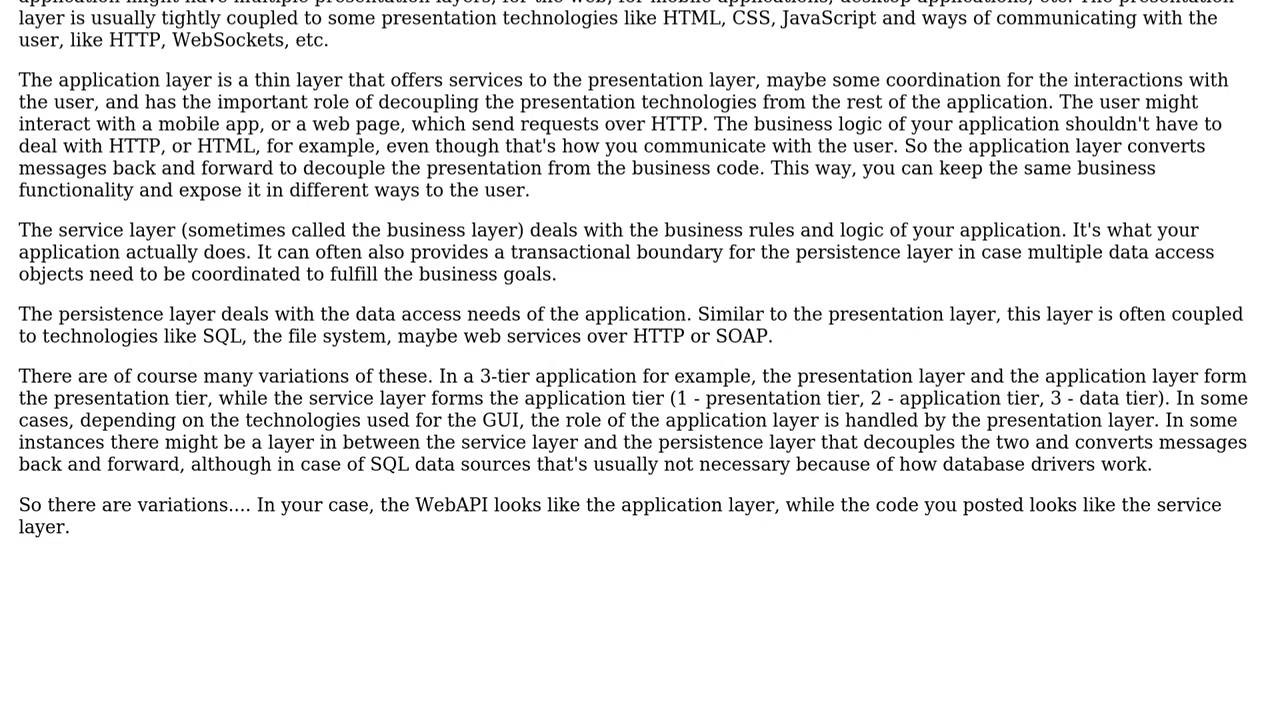 layer is usually tightly coupled to some presentation technologies like HTML, CSS, JavaScript and ways of communicating with the
user, like HTTP, WebSockets, etc.
The application layer is a thin layer that offers services to the presentation layer, maybe some coordination for the interactions with
the user, and has the important role of decoupling the presentation technologies from the rest of the application. The user might
interact with a mobile app, or a web page, which send requests over HTTP. The business logic of your application shouldn't have to
deal with HTTP, or HTML, for example, even though that's how you communicate with the user. So the application layer converts
messages back and forward to decouple the presentation from the business code. This way, you can keep the same business
functionality and expose it in different ways to the user.
The service layer (sometimes called the business layer) deals with the business rules and logic of your application. It's what your
application actually does. It can often also provides a transactional boundary for the persistence layer in case multiple data access
objects need to be coordinated to fulfill the business goals.
The persistence layer deals with the data access needs of the application. Similar to the presentation layer, this layer is often coupled
to technologies like SQL, the file system, maybe web services over HTTP or SOAP.
There are of course many variations of these. In a 3-tier application for example, the presentation layer and the application layer form
the presentation tier, while the service layer forms the application tier (1 - presentation tier, 2 - application tier, 3 - data tier). In some
cases, depending on the technologies used for the GUI, the role of the application layer is handled by the presentation layer. In some
instances there might be a layer in between the service layer and the persistence layer that decouples the two and converts messages
back and forward, although in case of SQL data sources that's usually not necessary because of how database drivers work.
So there are variations.... In your case, the WebAPI looks like the application layer, while the code you posted looks like the service
layer.